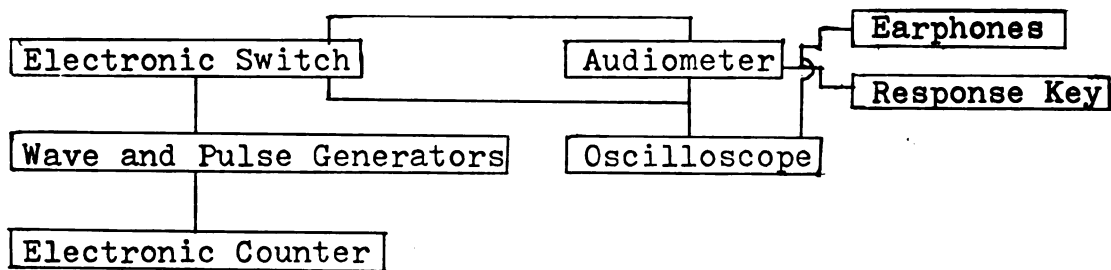 Earphones
Electronic Switch
Audiometer
Response Key
Wave and Pulse Generators
Oscilloscope
Electronic Counter